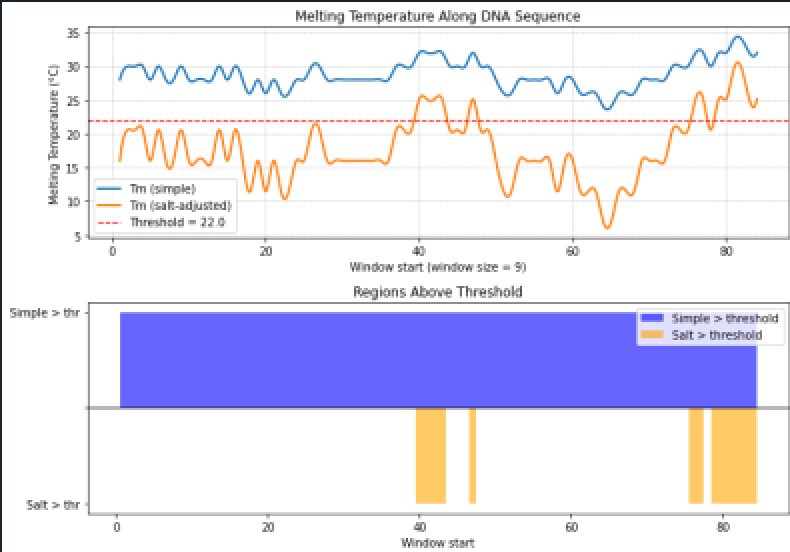 Melting Temperature Along DNA Sequence
Melting Temperature (°C)
35
30
25
20
15
10
5
Tm (simple)
Tm (salt-adjusted)
Threshold = 22.0
0 20 40 60 80
Window start (window size = 9)
Regions Above Threshold
Simple > thr
Salt > thr
Simple > threshold
Salt > threshold
0 20 40 60 80
Window start